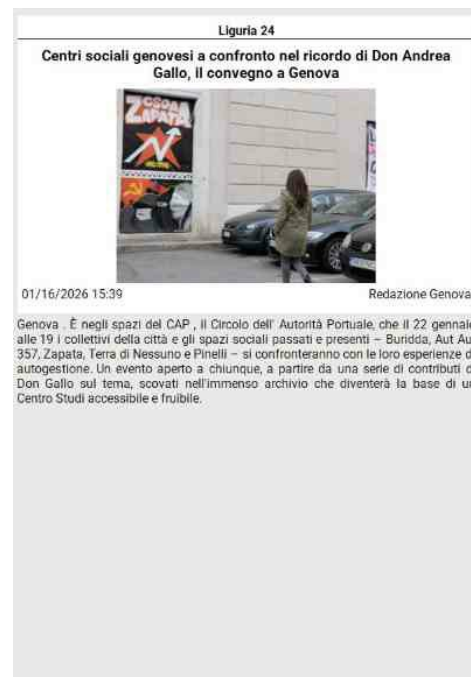 Liguria 24
Centri sociali genovesi a confronto nel ricordo di Don Andrea
Gallo, il convegno a Genova
CSOA
ZAPATA
01/16/2026 15:39
Redazione Genova
Genova . È negli spazi del CAP , il Circolo dell' Autorità Portuale, che il 22 gennaio
alle 19 i collettivi della città e gli spazi sociali passati e presenti – Buridda, Aut Au
357, Zapata, Terra di Nessuno e Pinelli – si confronteranno con le loro esperienze d
autogestione. Un evento aperto a chiunque, a partire da una serie di contributi d
Don Gallo sul tema, scovati nell'immenso archivio che diventerà la base di u
Centro Studi accessibile e fruibile.